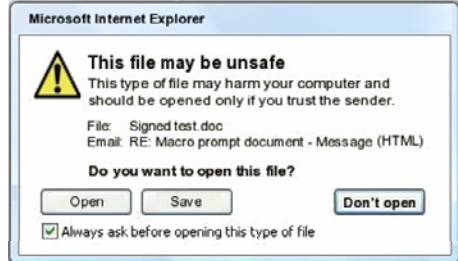 Microsoft Internet Explorer
This file may be unsafe
This type of file may harm your computer and
should be opened only if you trust the sender.
File: Signed test.doc
Email: RE: Macro prompt document - Message (HTML)
Do you want to open this file?
Open Save Don't open
Always ask before opening this type of file